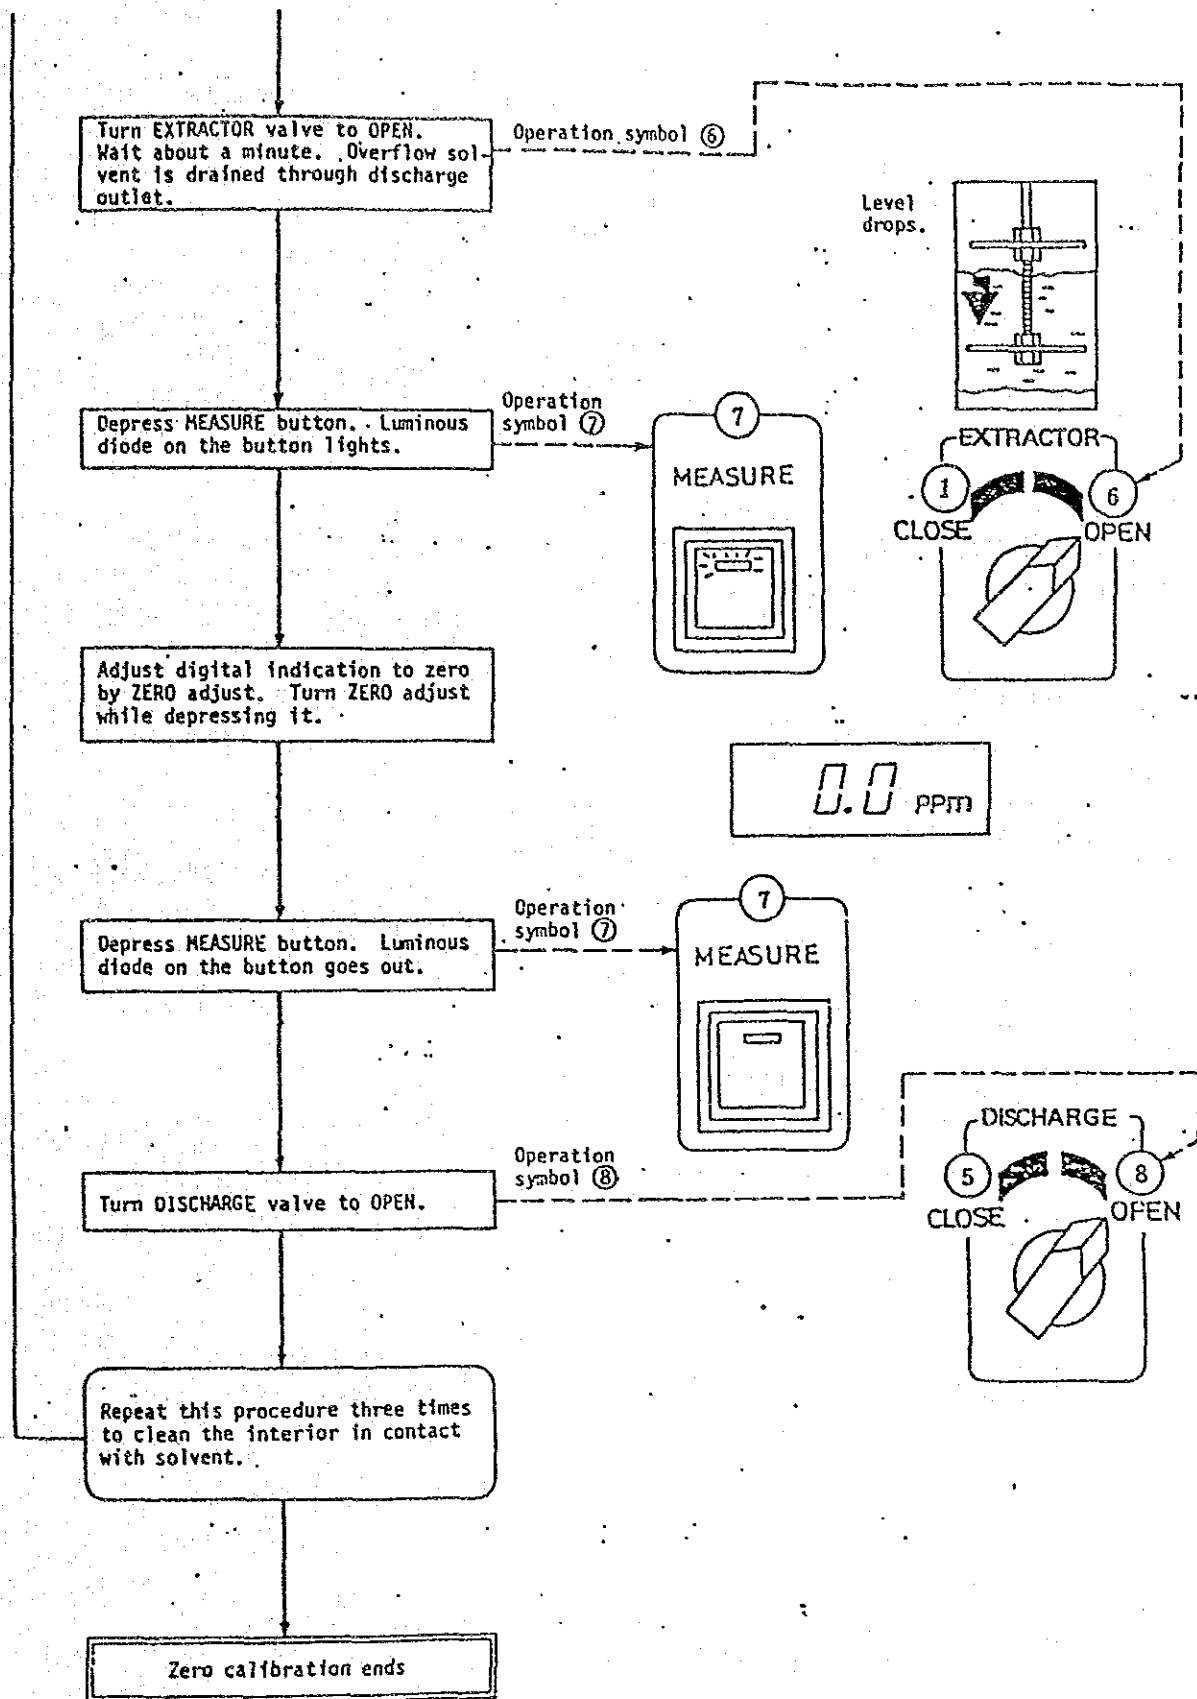 Turn EXTRACTOR valve to OPEN.
Wait about a minute. Overflow sol-
vent is drained through discharge
outlet.
Operation symbol ⑥
Level
drops.
EXTRACTOR
1
6
CLOSE
OPEN
Depress MEASURE button. Luminous
diode on the button lights.
Operation
symbol ⑦
7
MEASURE
Adjust digital indication to zero
by ZERO adjust. Turn ZERO adjust
while depressing it.
0.0 ppm
Depress MEASURE button. Luminous
diode on the button goes out.
Operation
symbol ⑦
7
MEASURE
Turn DISCHARGE valve to OPEN.
Operation
symbol ⑧
DISCHARGE
5
8
CLOSE
OPEN
Repeat this procedure three times
to clean the interior in contact
with solvent.
Zero calibration ends